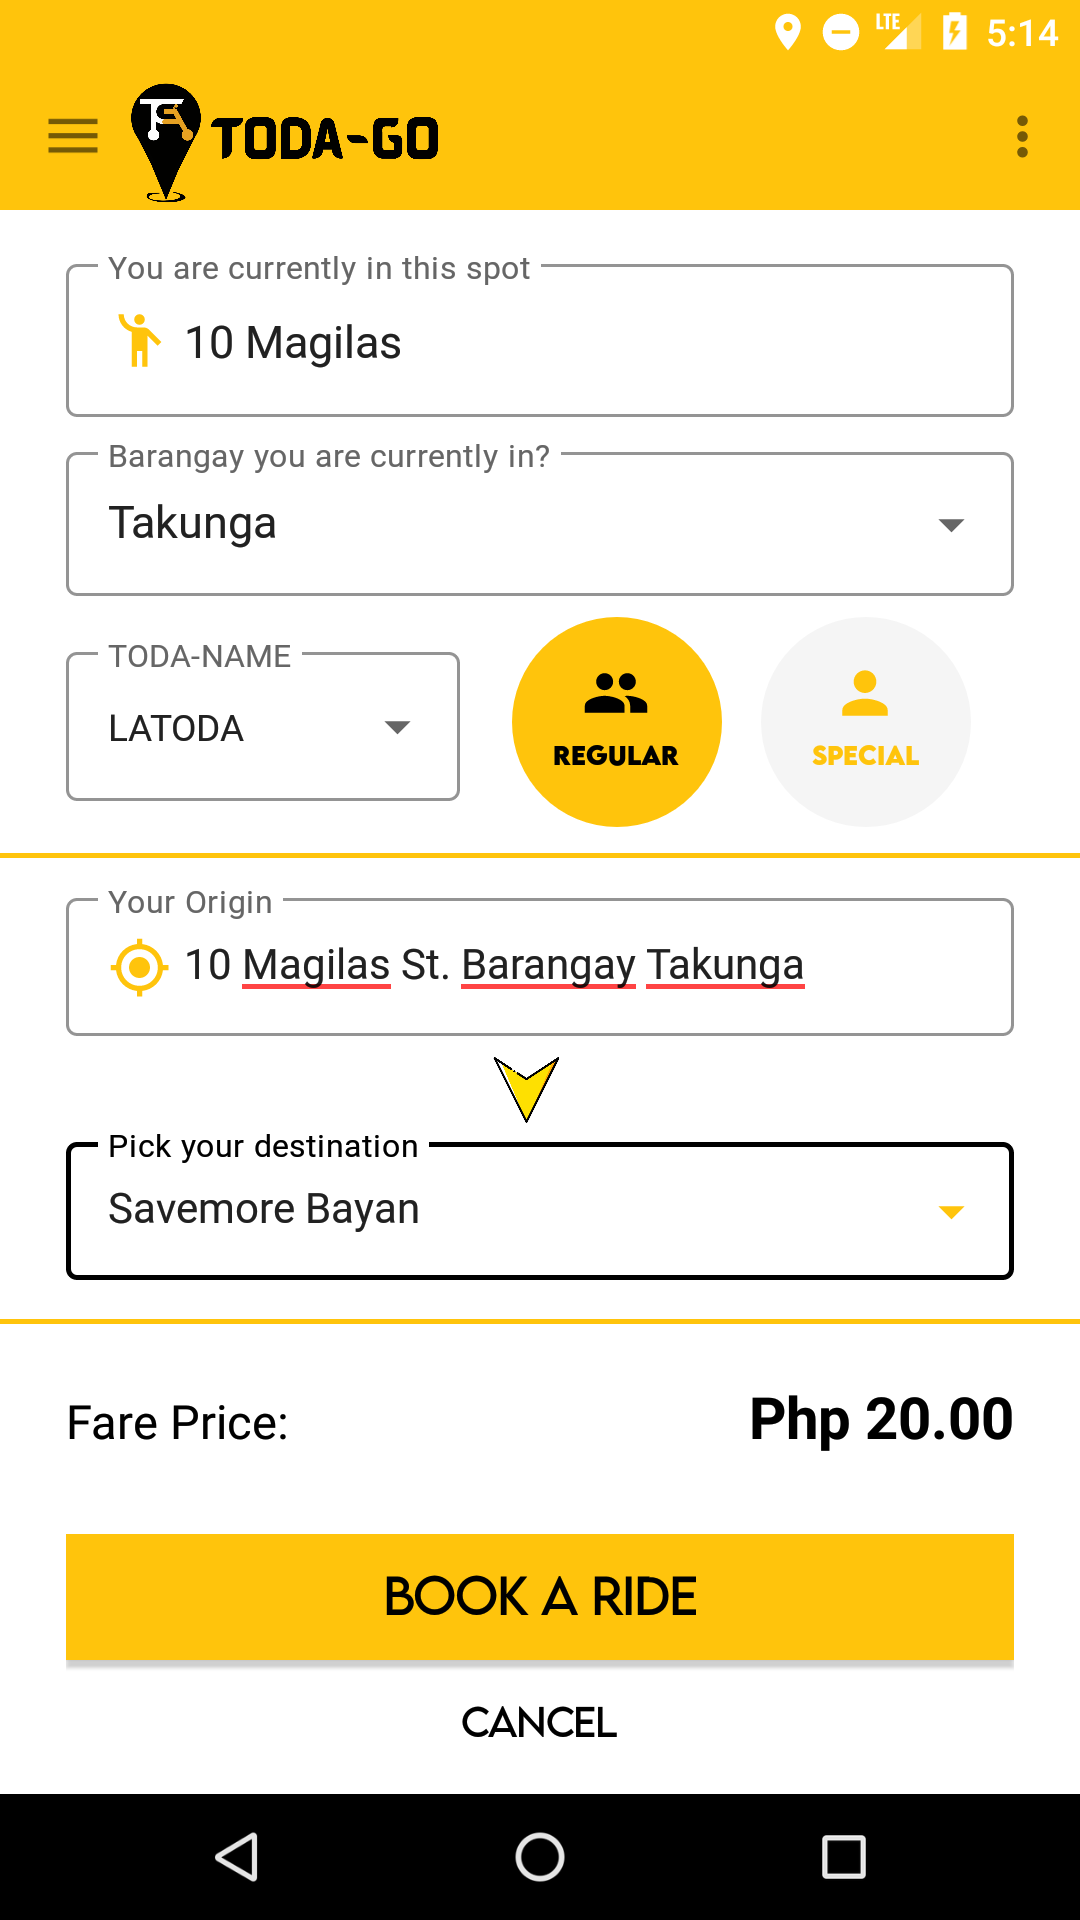 LTE 5:14
TODA-GO
You are currently in this spot
10 Magilas
Barangay you are currently in?
Takunga
TODA-NAME
LATODA
REGULAR
SPECIAL
Your Origin
10 Magilas St. Barangay Takunga
Pick your destination
Savemore Bayan
Fare Price: Php 20.00
BOOK A RIDE
CANCEL